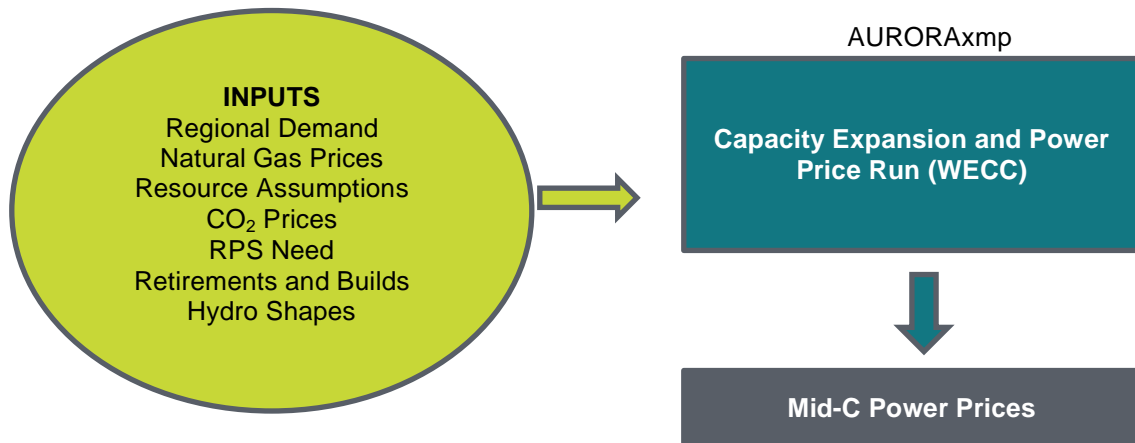 INPUTS
Regional Demand
Natural Gas Prices
Resource Assumptions
CO₂ Prices
RPS Need
Retirements and Builds
Hydro Shapes
AURORAxmp
Capacity Expansion and Power
Price Run (WECC)
Mid-C Power Prices